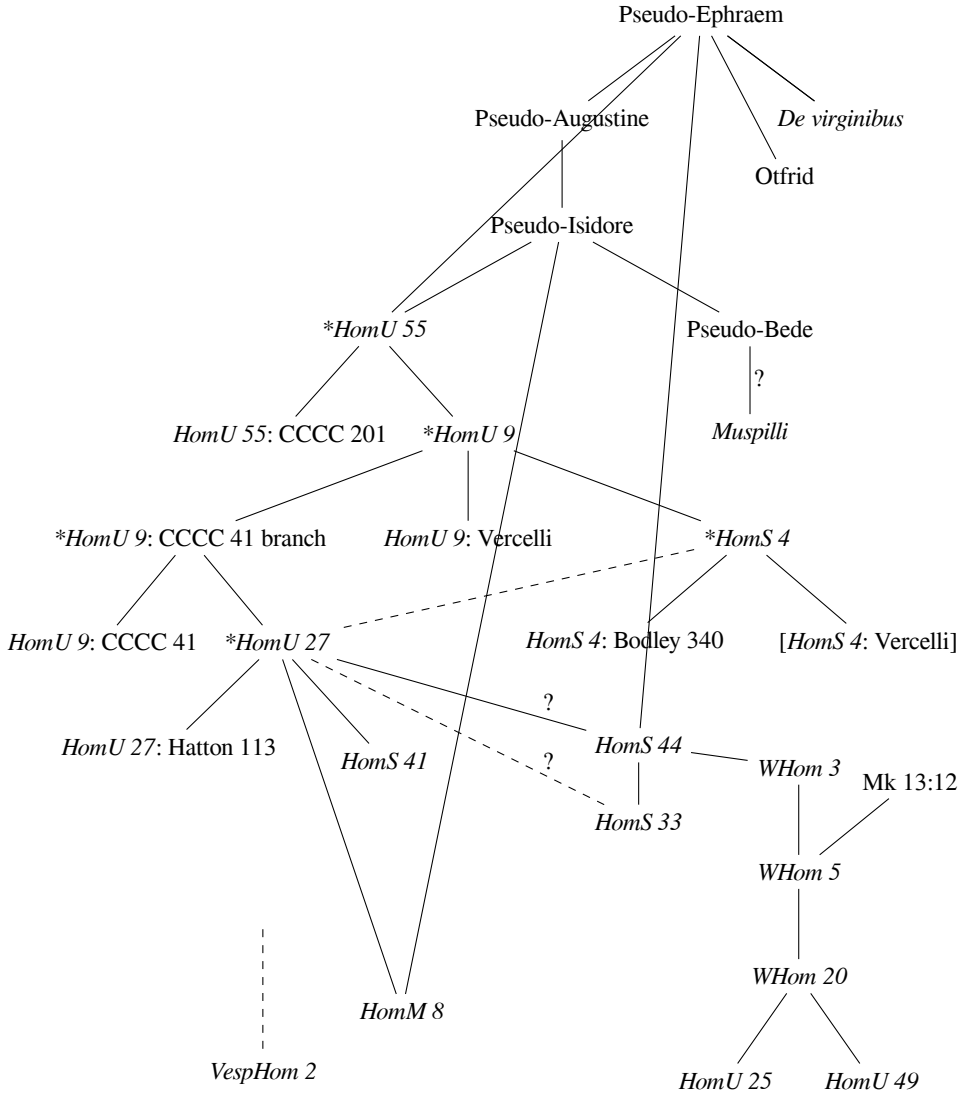 Pseudo-Ephraem
Pseudo-Augustine
De virginibus
Otfrid
Pseudo-Isidore
*HomU 55
Pseudo-Bede
?
HomU 55: CCCC 201
*HomU 9
Muspilli
*HomU 9: CCCC 41 branch
HomU 9: Vercelli
*HomS 4
HomU 9: CCCC 41
*HomU 27
HomS 4: Bodley 340
[HomS 4: Vercelli]
?
HomU 27: Hatton 113
HomS 41
?
HomS 44
WHom 3
Mk 13:12
HomS 33
WHom 5
WHom 20
HomM 8
VespHom 2
HomU 25
HomU 49